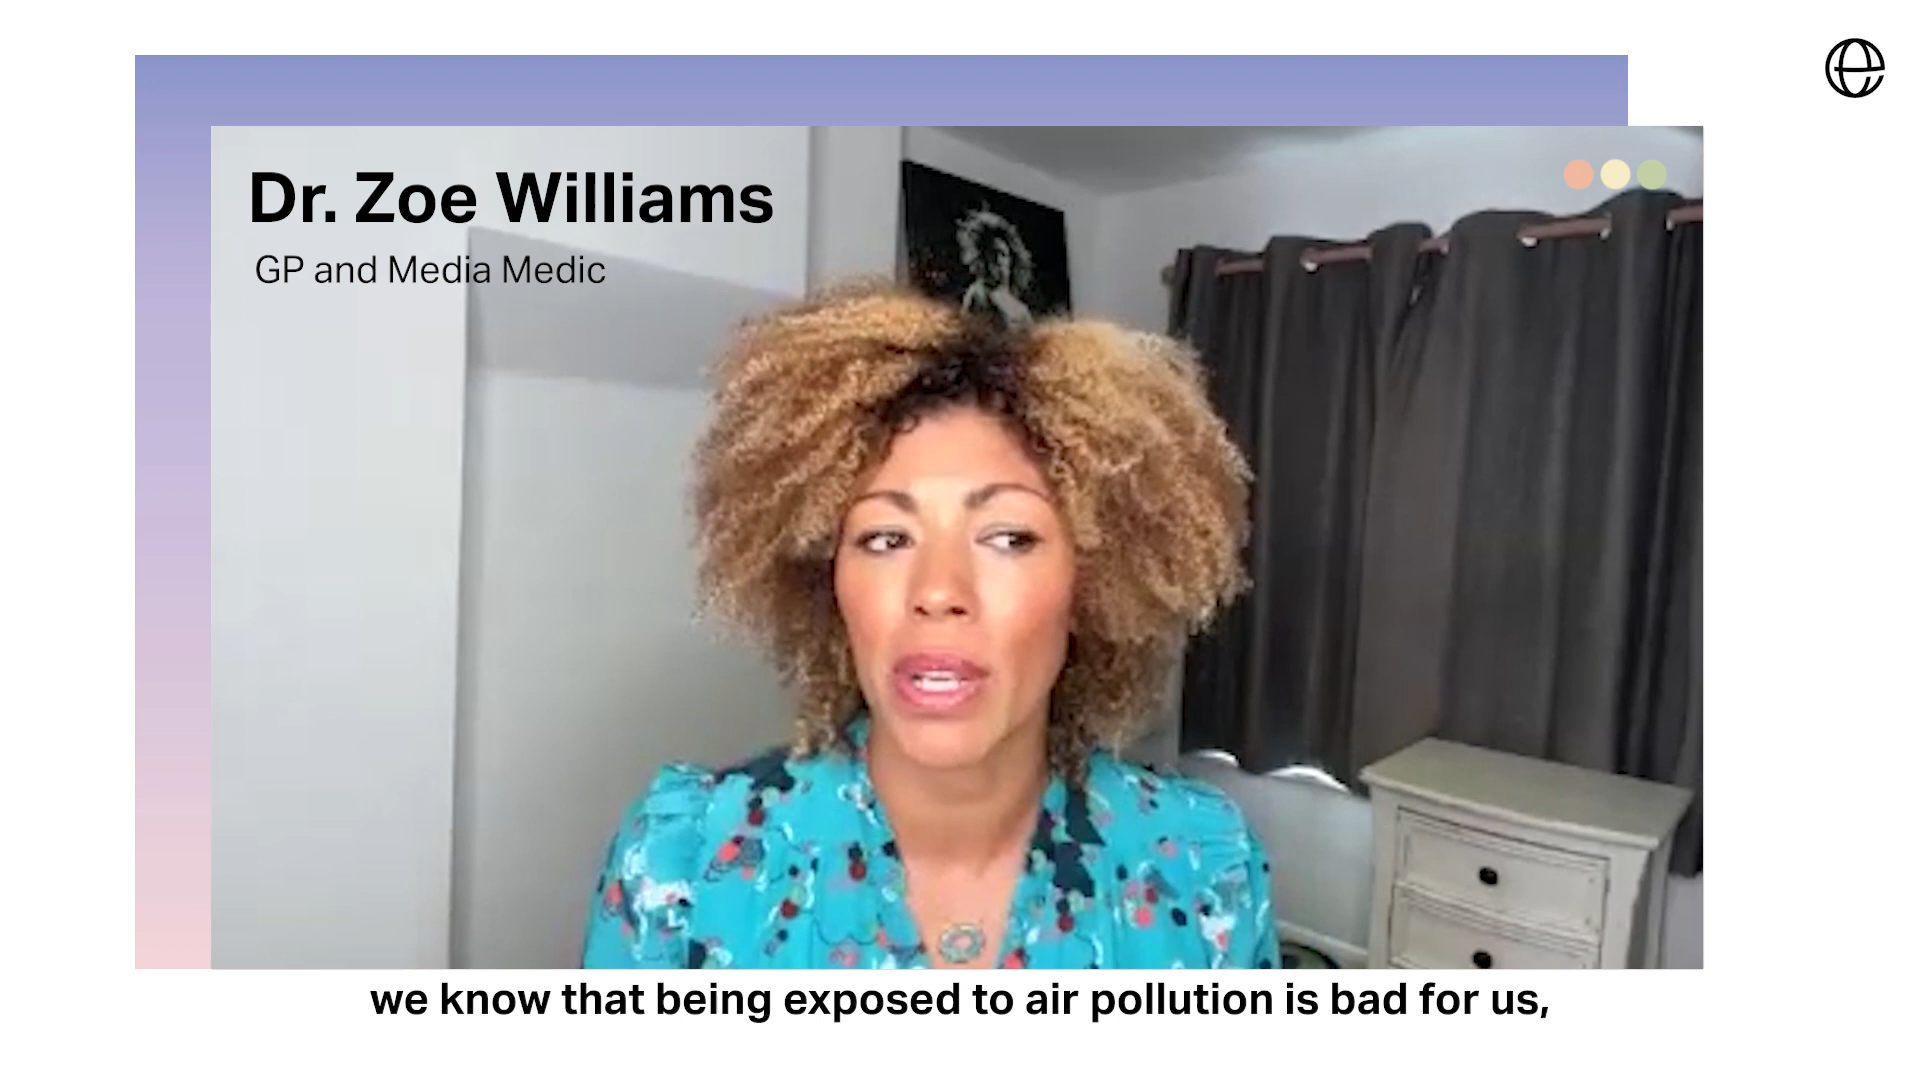 Dr. Zoe Williams
GP and Media Medic
we know that being exposed to air pollution is bad for us,